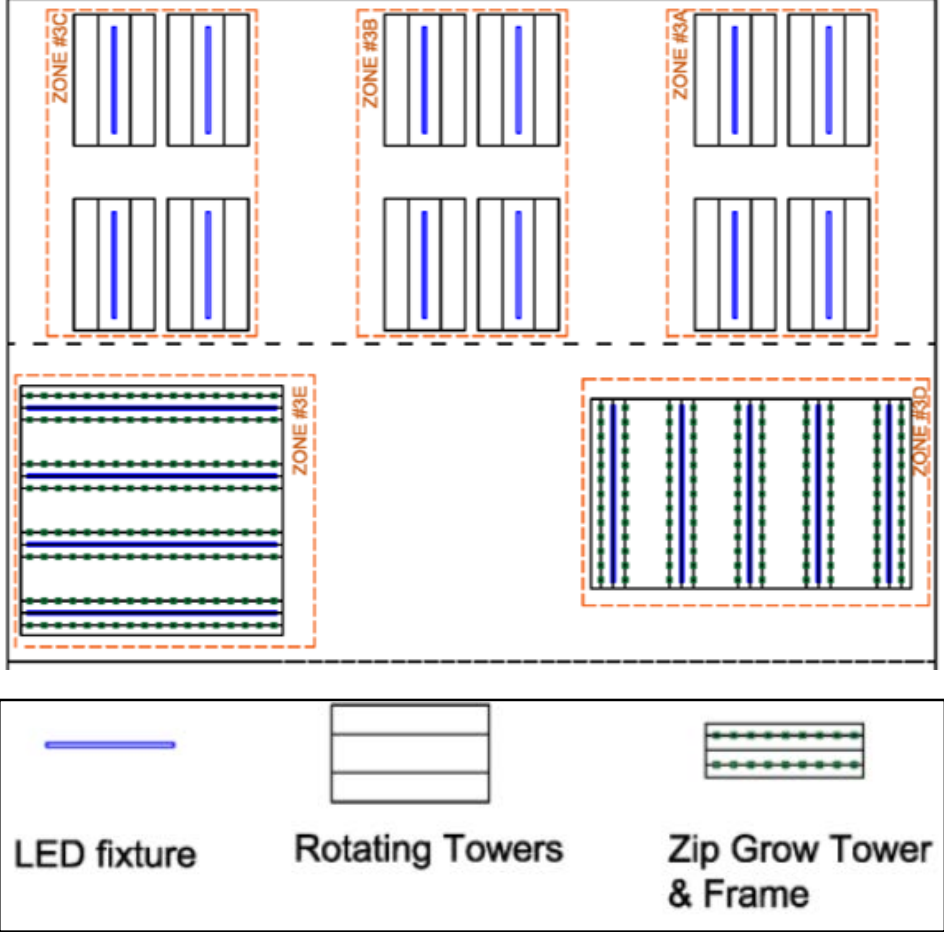 ZONE #3C
ZONE #3B
ZONE #3A
ZONE #3E
ZONE #3D
LED fixture
Rotating Towers
Zip Grow Tower
& Frame